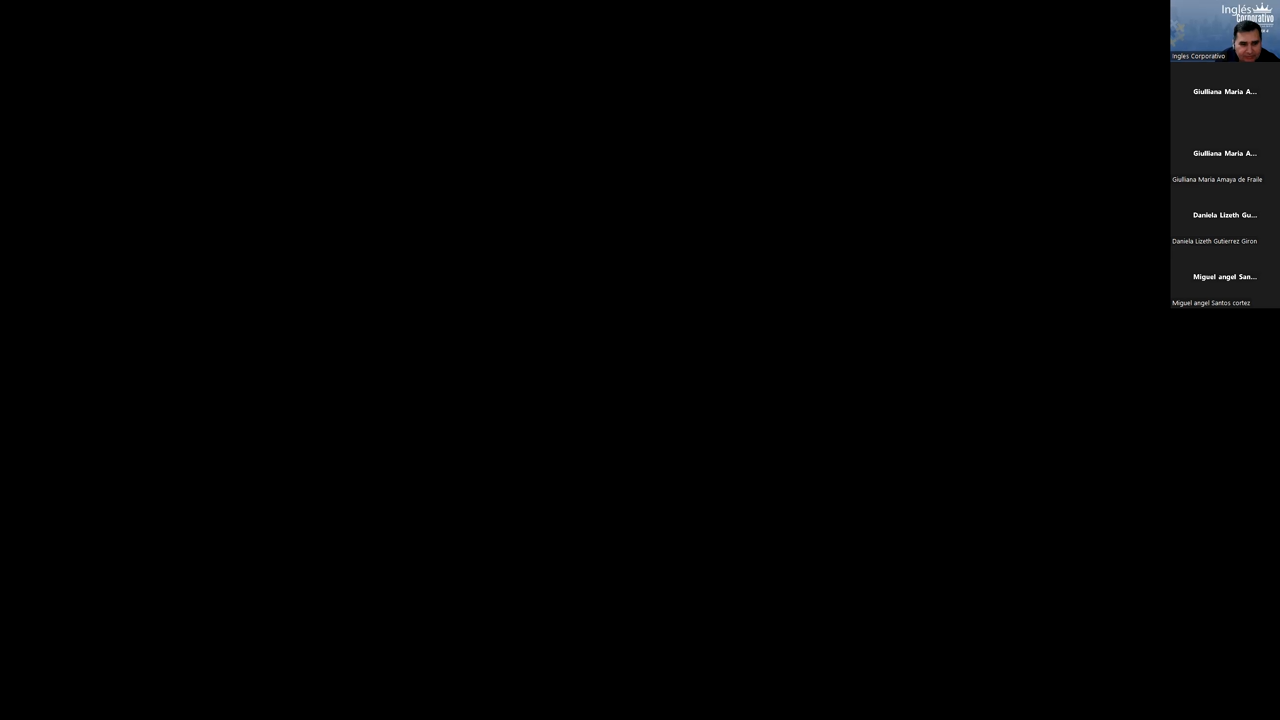 Inglés
Corporativo
Ingles Corporativo
Giulliana Maria A...
Giulliana Maria A...
Giulliana Maria Amaya de Fraile
Daniela Lizeth Gu...
Daniela Lizeth Gutierrez Giron
Miguel angel San...
Miguel angel Santos cortez